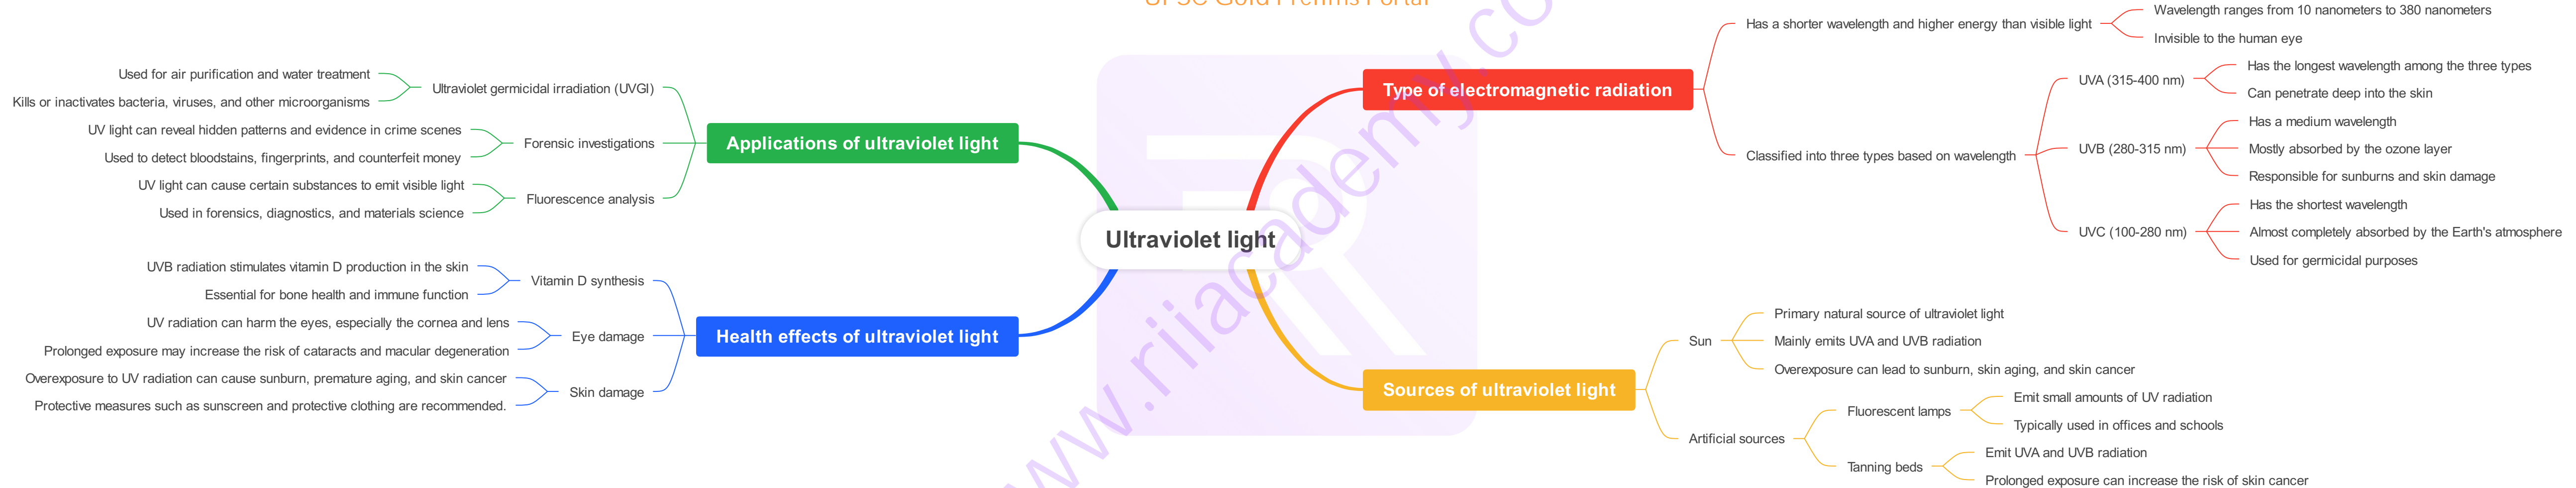 UPSC Gold Prelims Portal
Ultraviolet light
Type of electromagnetic radiation
Has a shorter wavelength and higher energy than visible light
Wavelength ranges from 10 nanometers to 380 nanometers
Invisible to the human eye
Classified into three types based on wavelength
UVA (315-400 nm)
Has the longest wavelength among the three types
Can penetrate deep into the skin
UVB (280-315 nm)
Has a medium wavelength
Mostly absorbed by the ozone layer
Responsible for sunburns and skin damage
UVC (100-280 nm)
Has the shortest wavelength
Almost completely absorbed by the Earth's atmosphere
Used for germicidal purposes
Sources of ultraviolet light
Sun
Primary natural source of ultraviolet light
Mainly emits UVA and UVB radiation
Overexposure can lead to sunburn, skin aging, and skin cancer
Artificial sources
Fluorescent lamps
Emit small amounts of UV radiation
Typically used in offices and schools
Tanning beds
Emit UVA and UVB radiation
Prolonged exposure can increase the risk of skin cancer
Applications of ultraviolet light
Ultraviolet germicidal irradiation (UVGI)
Used for air purification and water treatment
Kills or inactivates bacteria, viruses, and other microorganisms
Forensic investigations
UV light can reveal hidden patterns and evidence in crime scenes
Used to detect bloodstains, fingerprints, and counterfeit money
Fluorescence analysis
UV light can cause certain substances to emit visible light
Used in forensics, diagnostics, and materials science
Health effects of ultraviolet light
Vitamin D synthesis
UVB radiation stimulates vitamin D production in the skin
Essential for bone health and immune function
Eye damage
UV radiation can harm the eyes, especially the cornea and lens
Prolonged exposure may increase the risk of cataracts and macular degeneration
Skin damage
Overexposure to UV radiation can cause sunburn, premature aging, and skin cancer
Protective measures such as sunscreen and protective clothing are recommended.